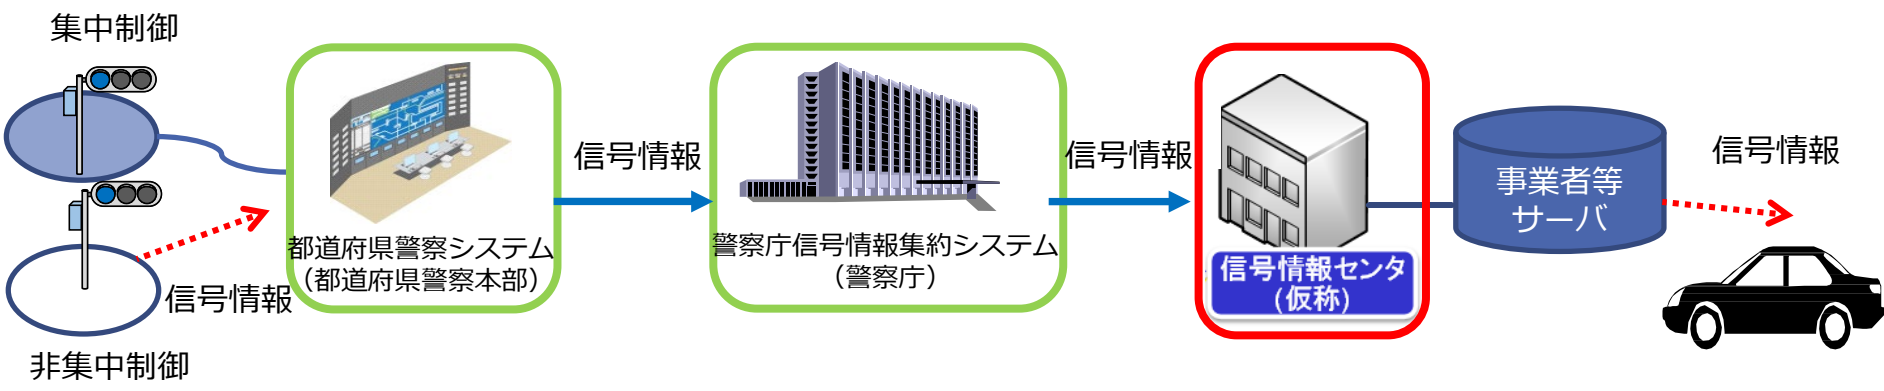 集中制御
信号情報
非集中制御
都道府県警察システム
（都道府県警察本部）
信号情報
警察庁信号情報集約システム
（警察庁）
信号情報
信号情報センタ
(仮称)
事業者等
サーバ
信号情報